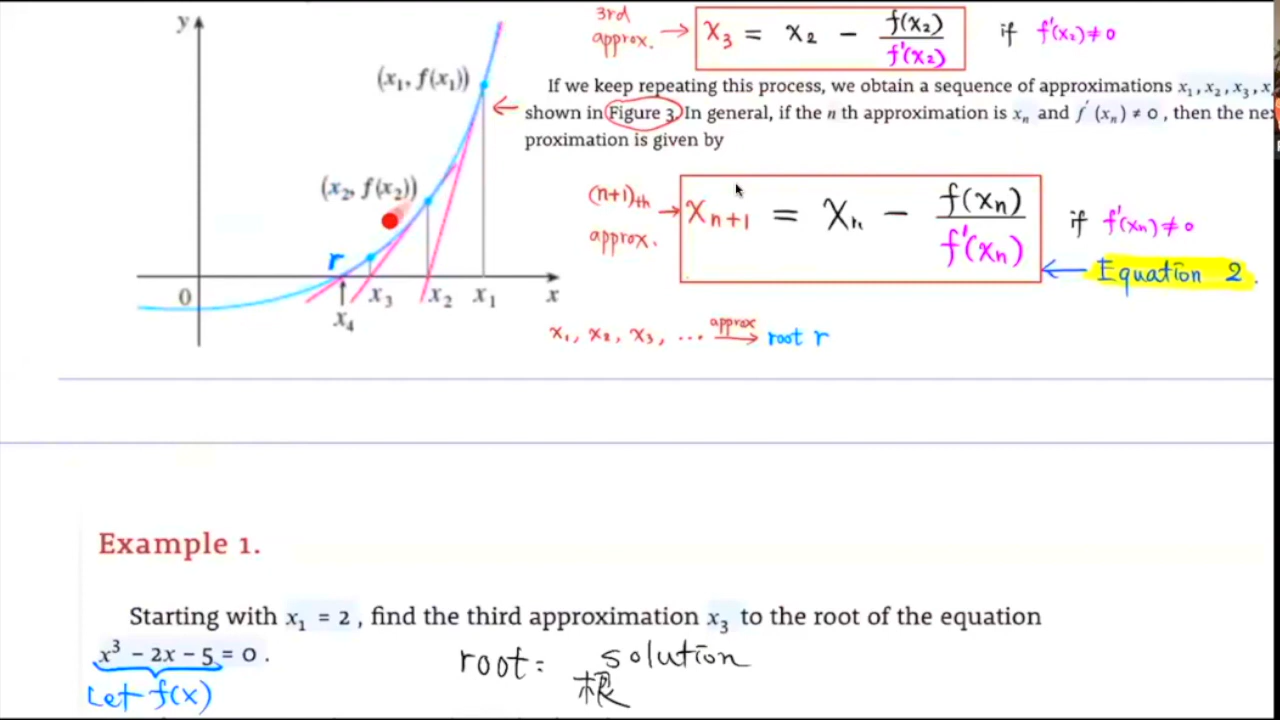 y
(x₁, f(x₁))
(x₂, f(x₂))
r
0
x₃
x₂
x₁
x
x₄
3rd
approx. → x₃ = x₂ − f(x₂)/f'(x₂) if f'(x₂) ≠ 0
If we keep repeating this process, we obtain a sequence of approximations x₁, x₂, x₃, x
shown in Figure 3. In general, if the n th approximation is xₙ and f′(xₙ) ≠ 0, then the nex
proximation is given by
(n+1)th
approx. → xₙ₊₁ = xₙ − f(xₙ)/f'(xₙ) if f'(xₙ) ≠ 0
← Equation 2.
x₁, x₂, x₃, ... approx → root r
Example 1.
Starting with x₁ = 2, find the third approximation x₃ to the root of the equation
x³ − 2x − 5 = 0.
root: solution
根
Let f(x)